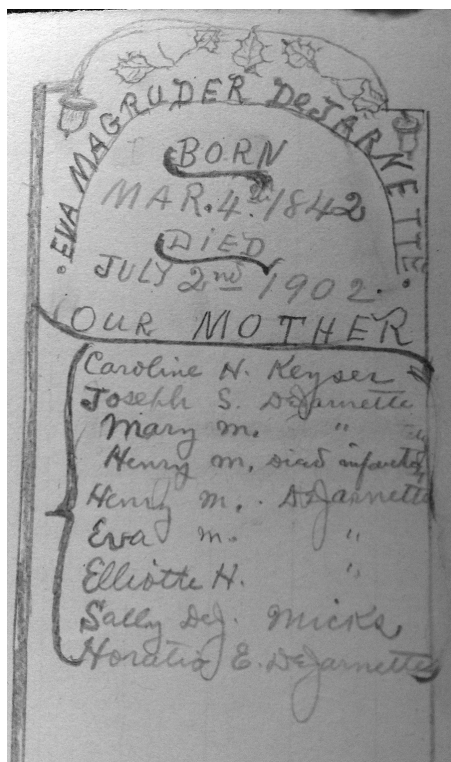 EVA MAGRUDER DeJARNETTE
BORN
MAR. 4th 1842
DIED
JULY 2nd 1902.
OUR MOTHER
Caroline H. Keyser
Joseph S. DeJarnette
Mary M. " "
Henry M, Died infancy
Henry M. . DeJarnette
Eva M. "
Elliotte H. "
Sally DeJ. Micks,
Horatio E. DeJarnette